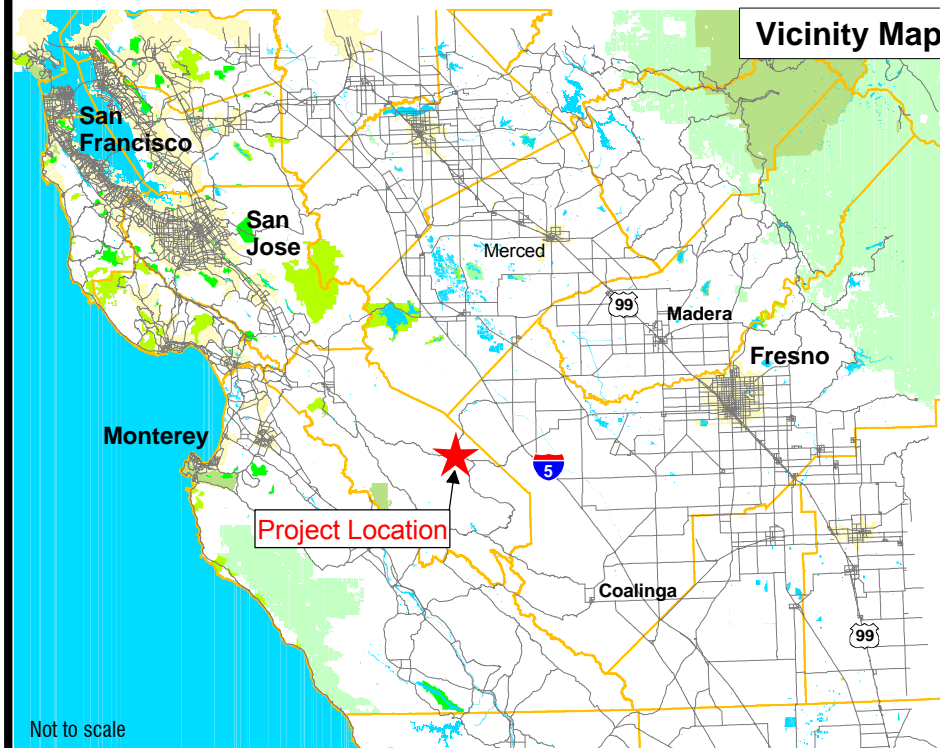 Vicinity Map
San
Francisco
San
Jose
Merced
99
Madera
Fresno
Monterey
5
Project Location
Coalinga
99
Not to scale